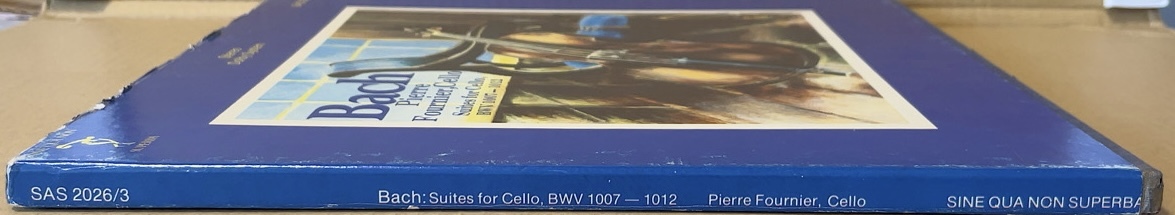 Bach
Pierre
Fournier, Cello
Suites for Cello
BWV 1007 – 1012
SAS 2026/3
Bach: Suites for Cello, BWV 1007 — 1012
Pierre Fournier, Cello
SINE QUA NON SUPERBA